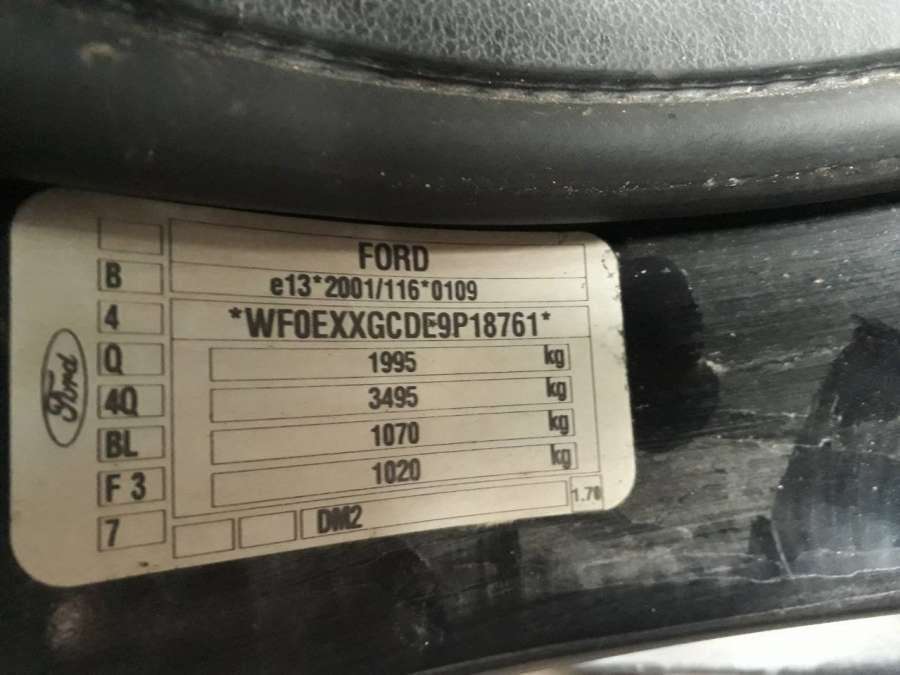 Ford
B
4
Q
4Q
BL
F 3
7
FORD
e13*2001/116*0109
*WF0EXXGCDE9P18761*
1995 kg
3495 kg
1070 kg
1020 kg
DM2
1.70